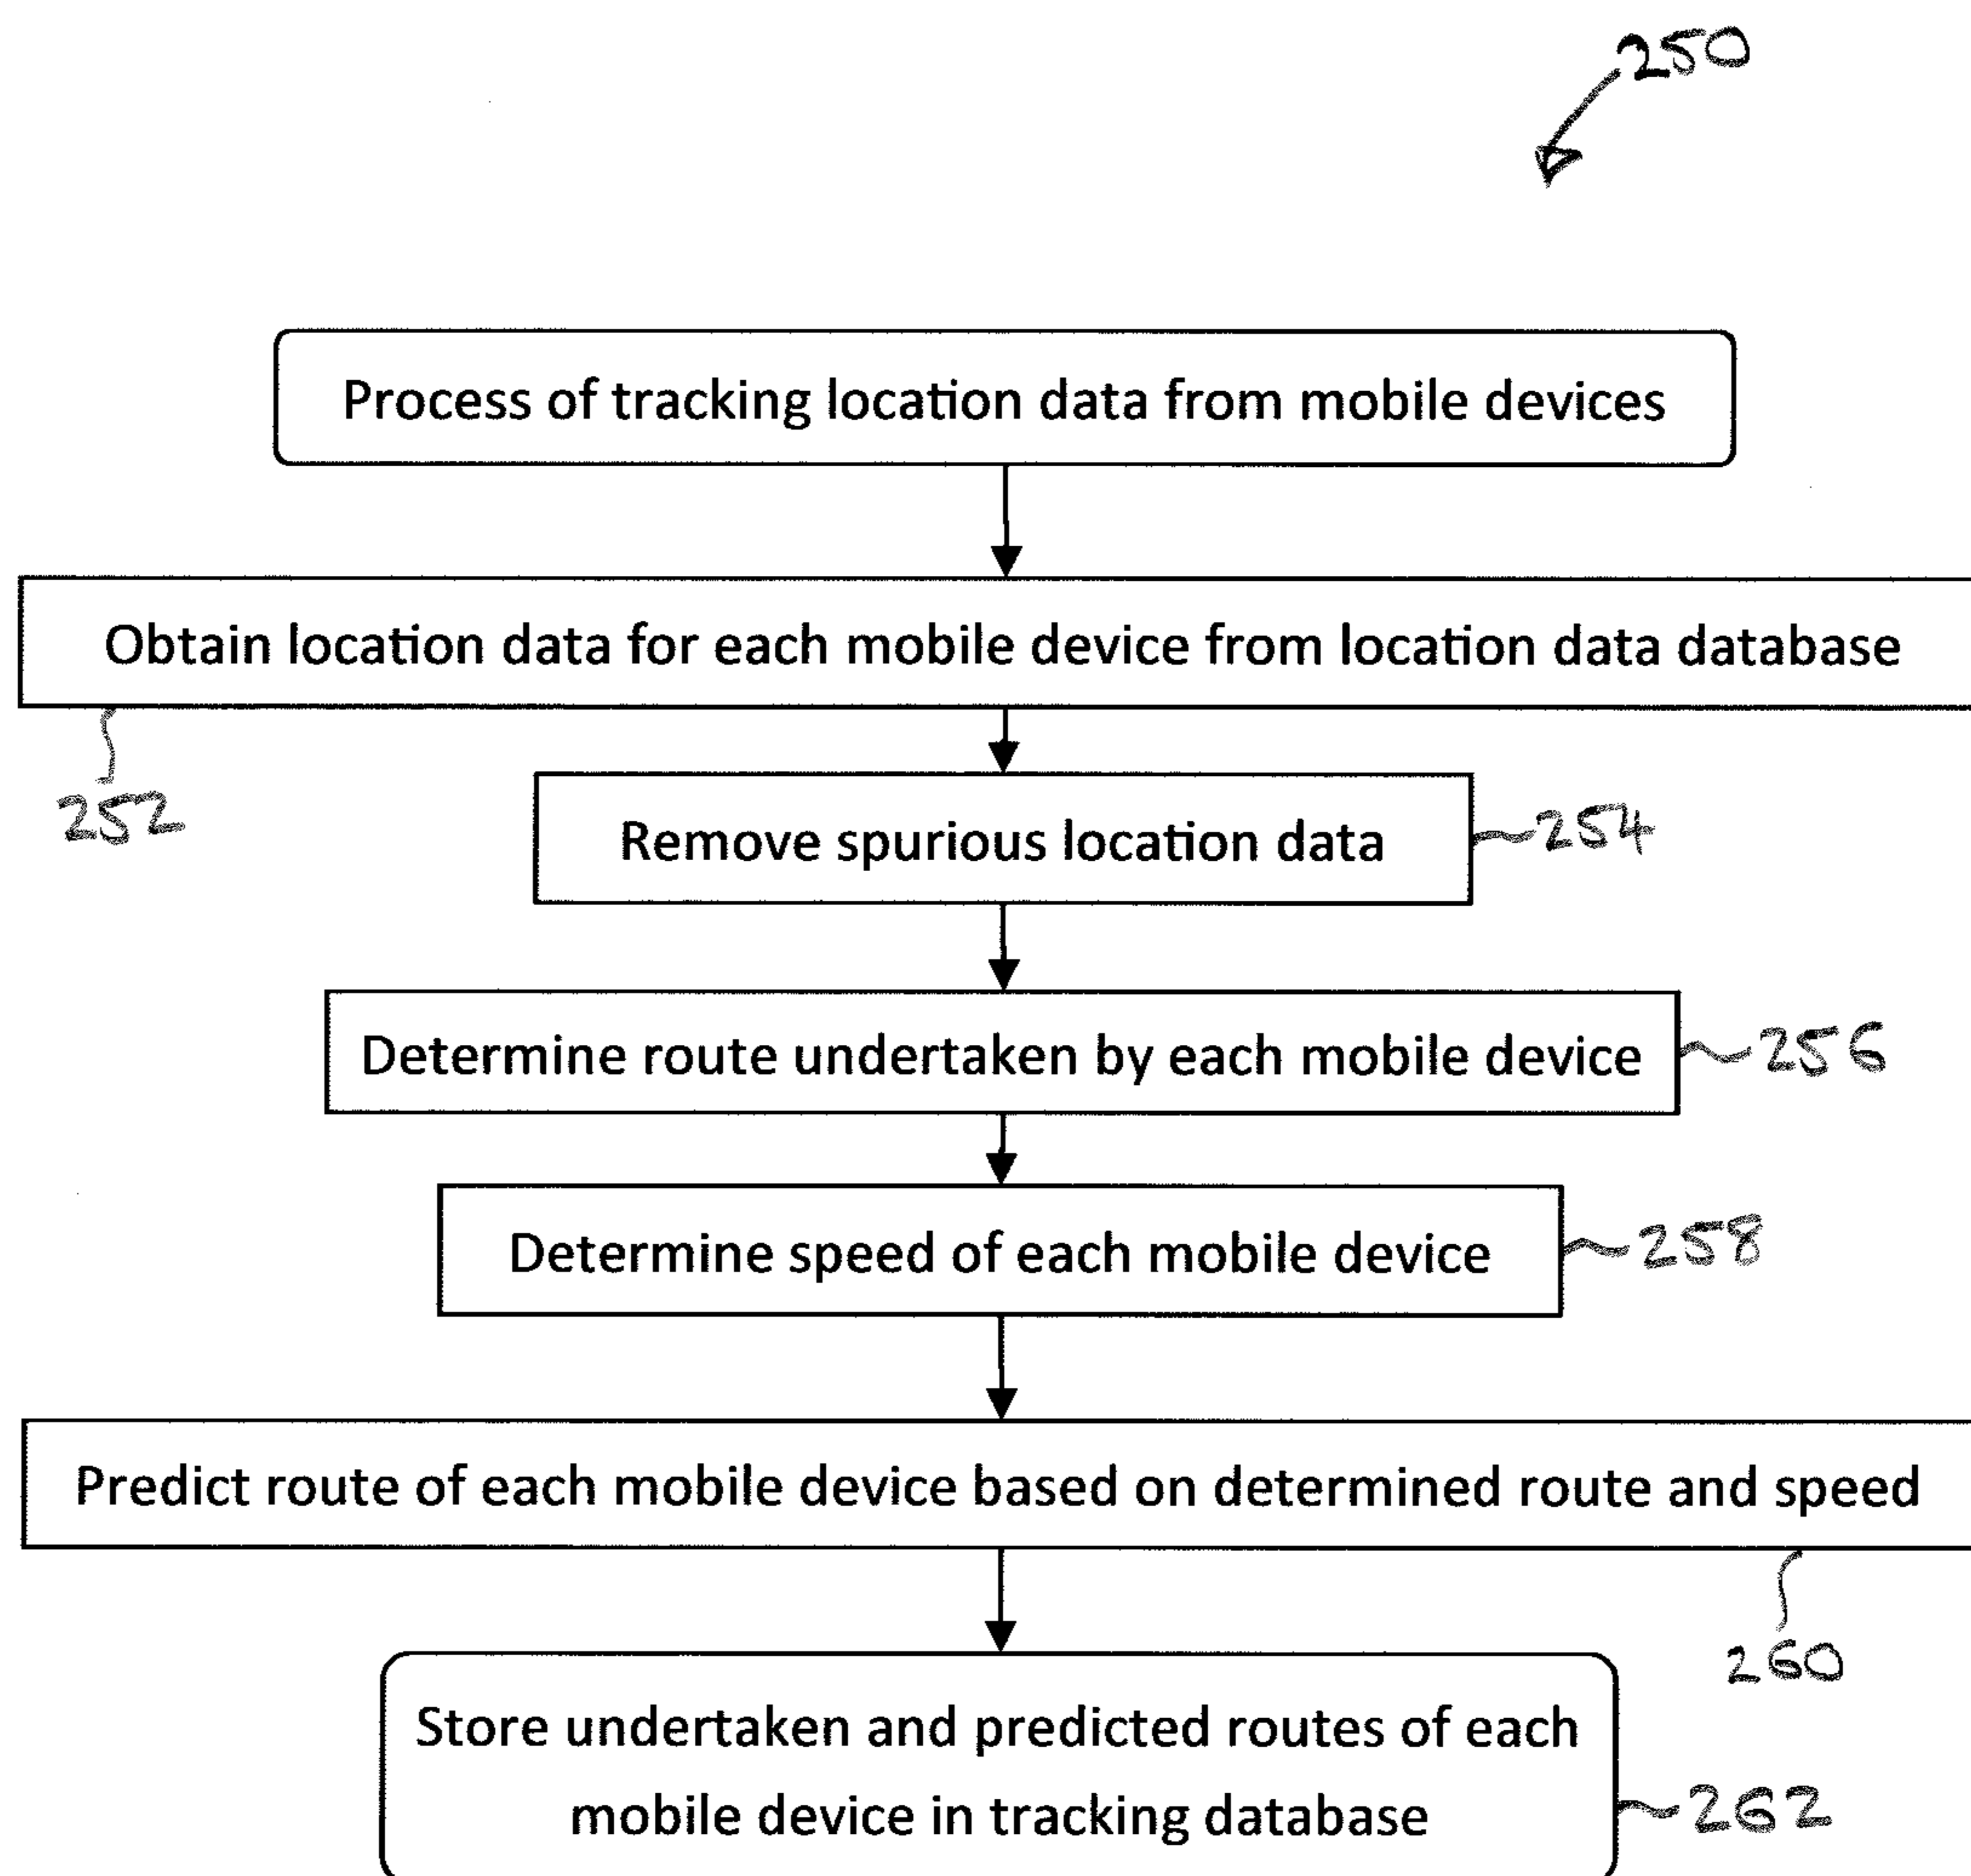 250
Process of tracking location data from mobile devices
Obtain location data for each mobile device from location data database
252
Remove spurious location data
254
Determine route undertaken by each mobile device
256
Determine speed of each mobile device
258
Predict route of each mobile device based on determined route and speed
260
Store undertaken and predicted routes of each
mobile device in tracking database
262